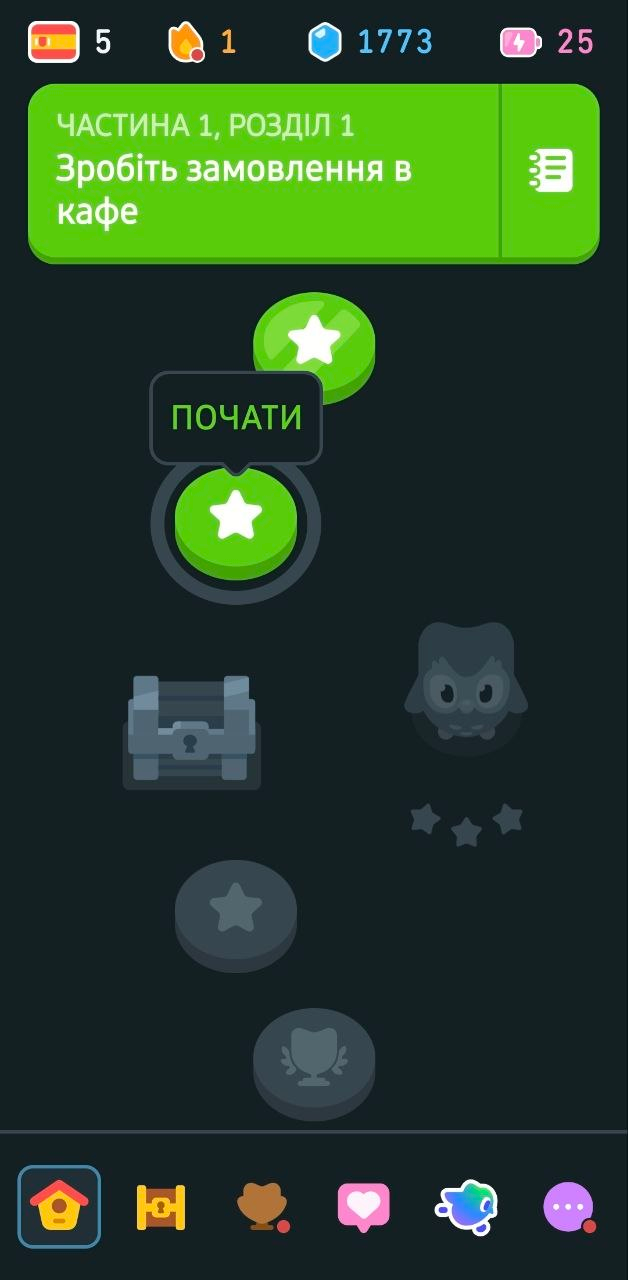 5 1 1773 25
ЧАСТИНА 1, РОЗДІЛ 1
Зробіть замовлення в
кафе
ПОЧАТИ